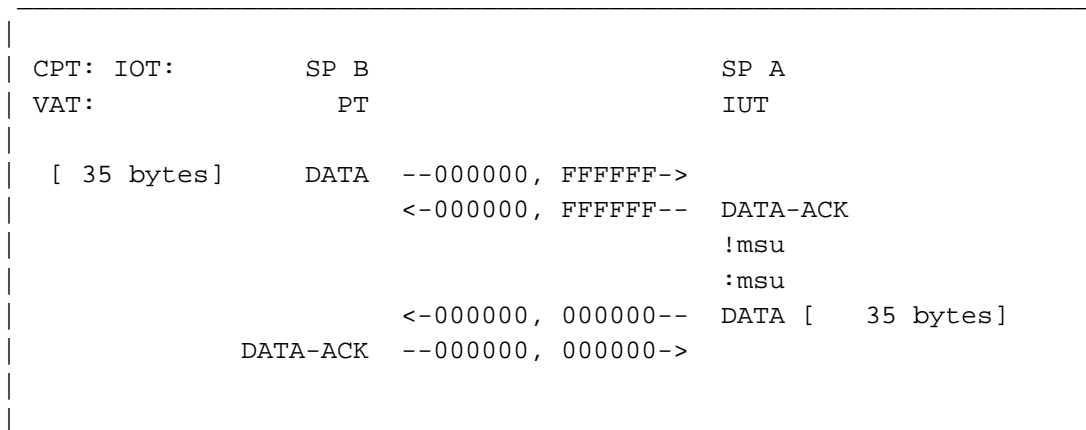 CPT: IOT: SP B SP A
VAT: PT IUT
[ 35 bytes] DATA --000000, FFFFFF->
<-000000, FFFFFF-- DATA-ACK
!msu
:msu
<-000000, 000000-- DATA [ 35 bytes]
DATA-ACK --000000, 000000->